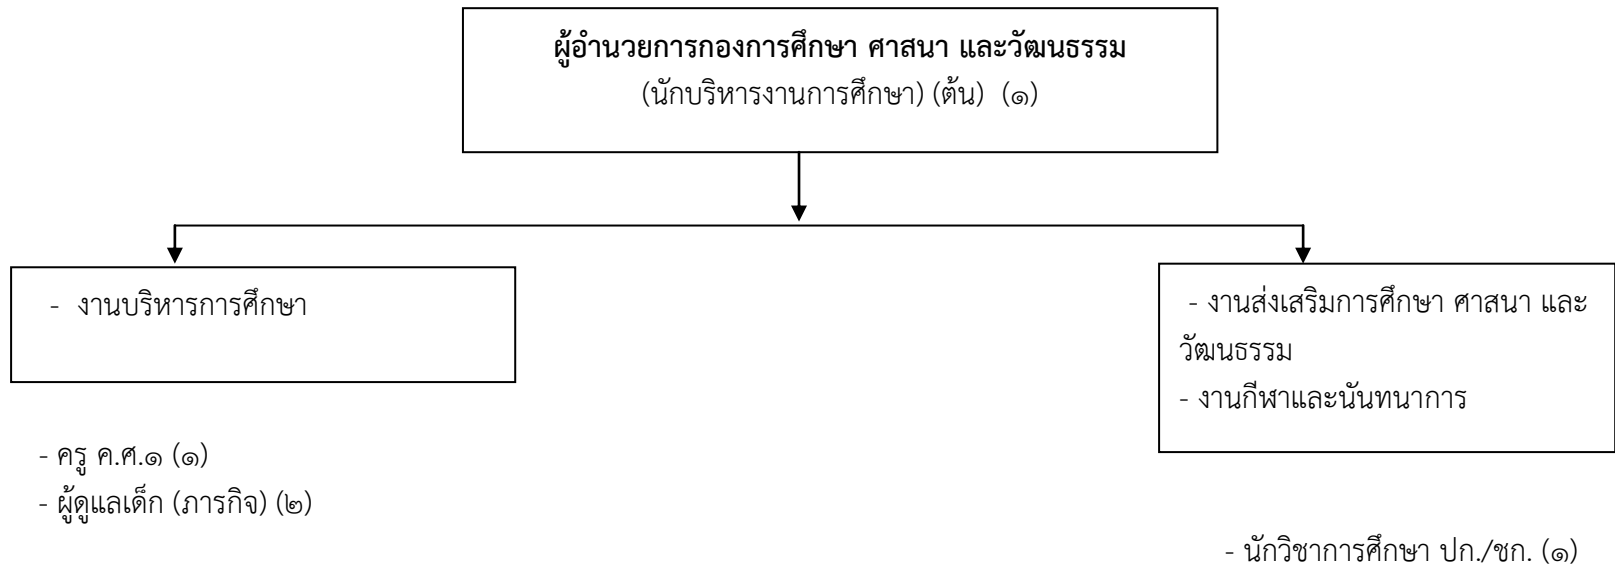 ผู้อำนวยการกองการศึกษา ศาสนา และวัฒนธรรม
(นักบริหารงานการศึกษา) (ต้น) (๑)
- งานบริหารการศึกษา
- ครู ค.ศ.๑ (๑)
- ผู้ดูแลเด็ก (ภารกิจ) (๒)
- งานส่งเสริมการศึกษา ศาสนา และ
วัฒนธรรม
- งานกีฬาและนันทนาการ
- นักวิชาการศึกษา ปก./ชก. (๑)